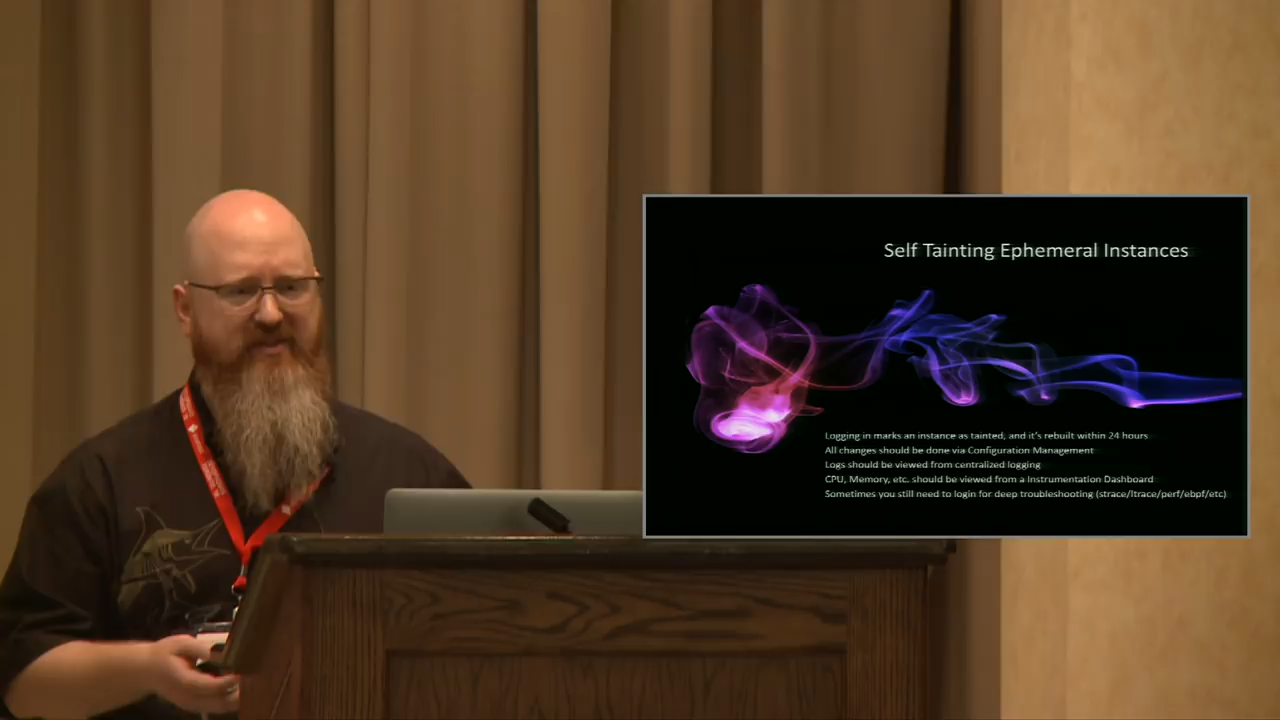 Self Tainting Ephemeral Instances
Logging in marks an instance as tainted, and it's rebuilt within 24 hours
All changes should be done via Configuration Management
Logs should be viewed from centralized logging
CPU, Memory, etc. should be viewed from a Instrumentation Dashboard
Sometimes you still need to login for deep troubleshooting (strace/ltrace/perf/ebpf/etc)